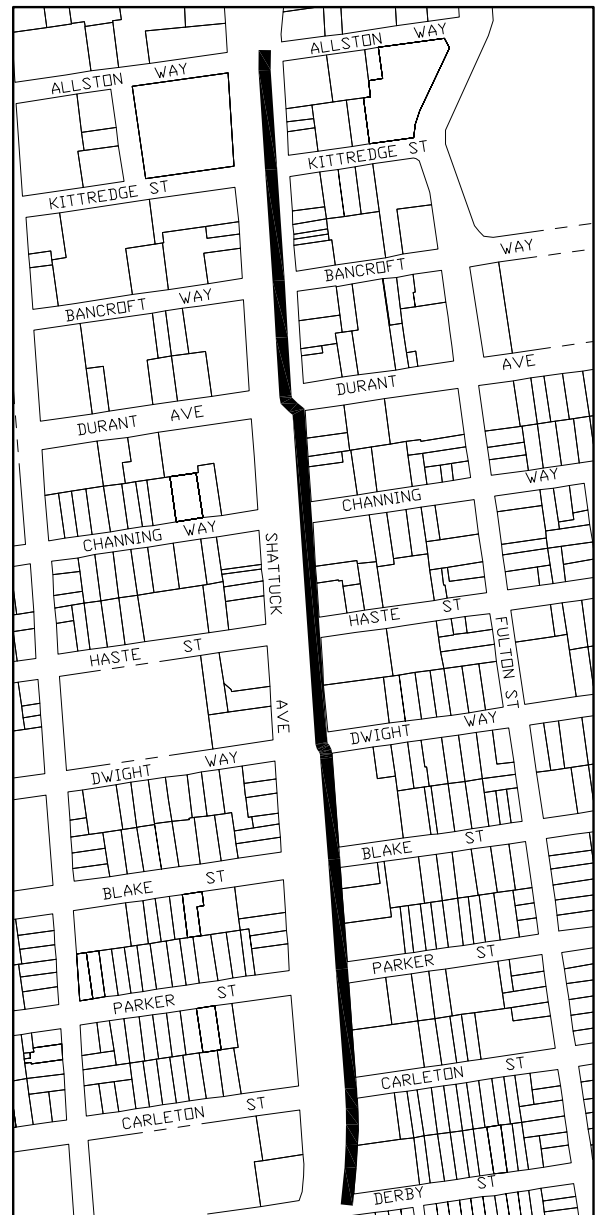 ALLSTON WAY
ALLSTON WAY
KITTREDGE ST
KITTREDGE ST
WAY
BANCROFT
BANCROFT WAY
AVE
DURANT
DURANT AVE
WAY
CHANNING
CHANNING WAY
SHATTUCK AVE
HASTE ST
FULTON ST
HASTE ST
DWIGHT WAY
DWIGHT WAY
BLAKE ST
BLAKE ST
PARKER ST
PARKER ST
CARLETON ST
CARLETON ST
DERBY ST